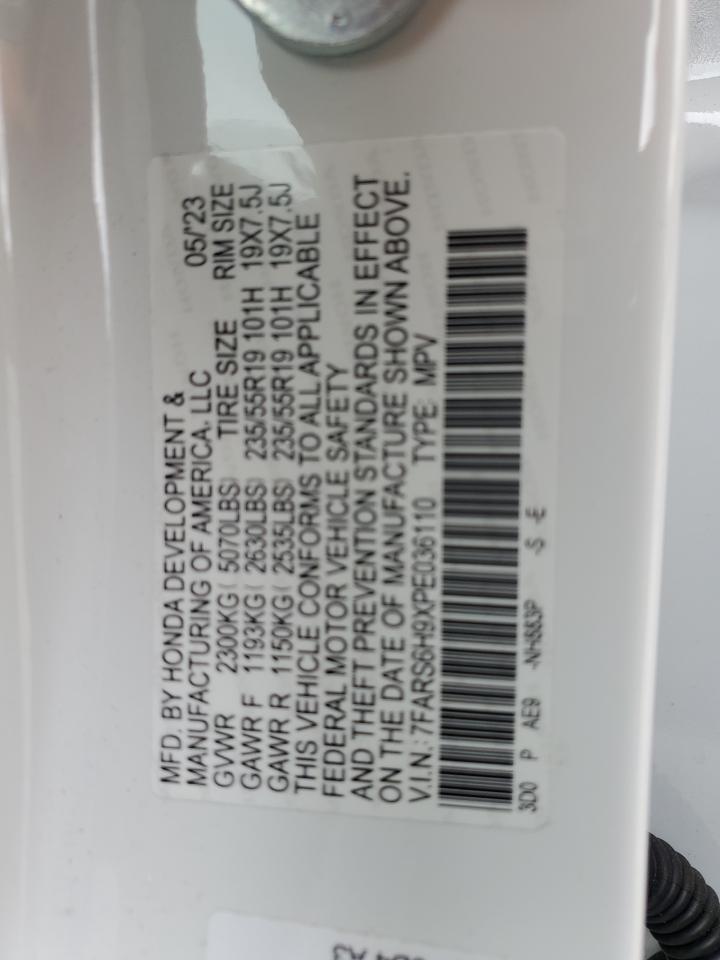 MFD. BY HONDA DEVELOPMENT &
MANUFACTURING OF AMERICA, LLC 05/'23
GVWR 2300KG( 5070LBS) TIRE SIZE RIM SIZE
GAWR F 1193KG( 2630LBS) 235/55R19 101H 19X7.5J
GAWR R 1150KG( 2535LBS) 235/55R19 101H 19X7.5J
THIS VEHICLE CONFORMS TO ALL APPLICABLE
FEDERAL MOTOR VEHICLE SAFETY
AND THEFT PREVENTION STANDARDS IN EFFECT
ON THE DATE OF MANUFACTURE SHOWN ABOVE.
V.I.N.: 7FARS6H9XPE036110 TYPE: MPV
3D0 P AE9 -NH883P -S -E